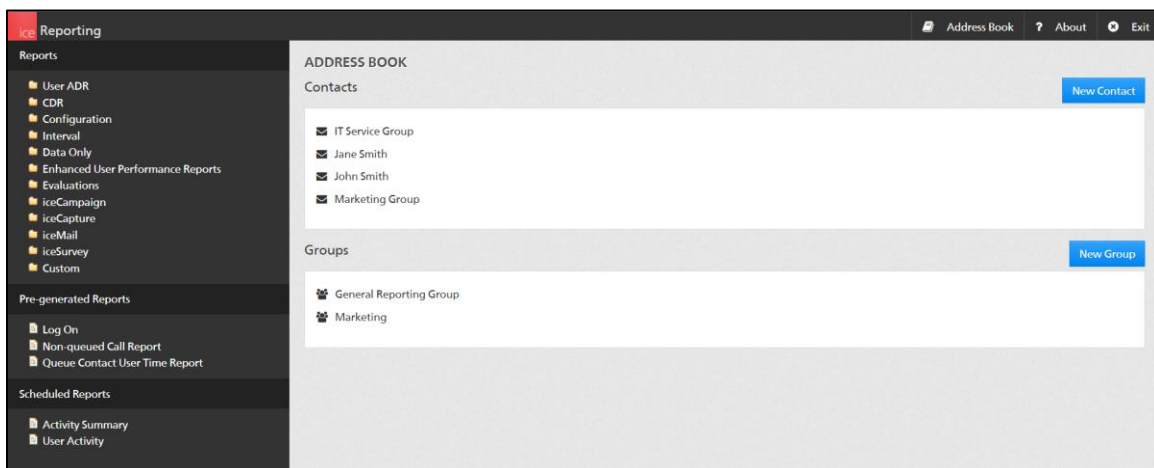 ice Reporting
Address Book ? About Exit
Reports
User ADR
CDR
Configuration
Interval
Data Only
Enhanced User Performance Reports
Evaluations
iceCampaign
iceCapture
iceMail
iceSurvey
Custom
Pre-generated Reports
Log On
Non-queued Call Report
Queue Contact User Time Report
Scheduled Reports
Activity Summary
User Activity
ADDRESS BOOK
Contacts
New Contact
IT Service Group
Jane Smith
John Smith
Marketing Group
Groups
New Group
General Reporting Group
Marketing